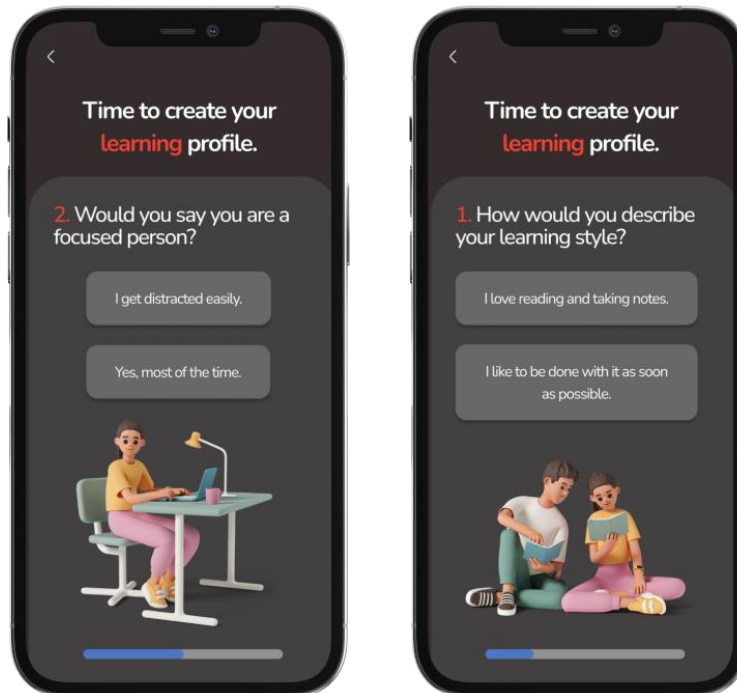 Time to create your
learning profile.
2. Would you say you are a
focused person?
I get distracted easily.
Yes, most of the time.
Time to create your
learning profile.
1. How would you describe
your learning style?
I love reading and taking notes.
I like to be done with it as soon
as possible.